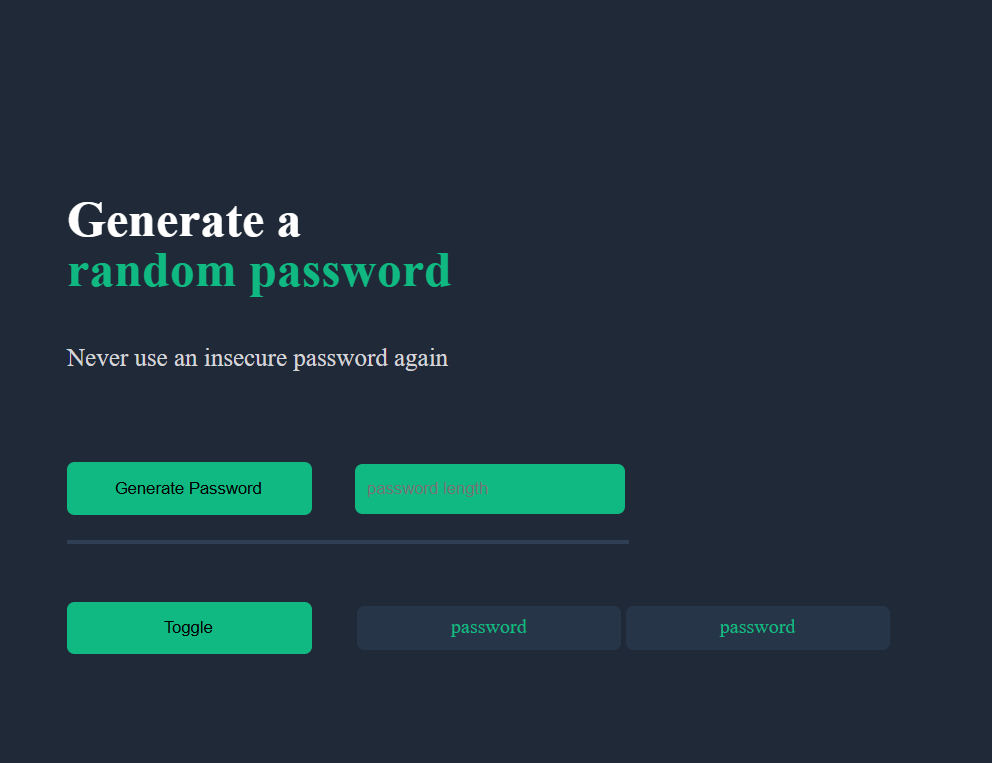 Generate a
random password
Never use an insecure password again
Generate Password
password length
Toggle
password
password